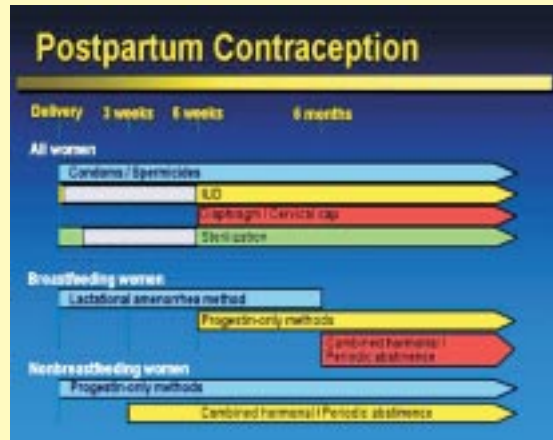 Postpartum Contraception
Delivery 3 weeks 6 weeks 6 months
All women
Condoms / Spermicides
IUD
Diaphragm / Cervical cap
Sterilization
Breastfeeding women
Lactational amenorrhea method
Progestin-only methods
Combined hormonal /
Periodic abstinence
Nonbreastfeeding women
Progestin-only methods
Combined hormonal / Periodic abstinence